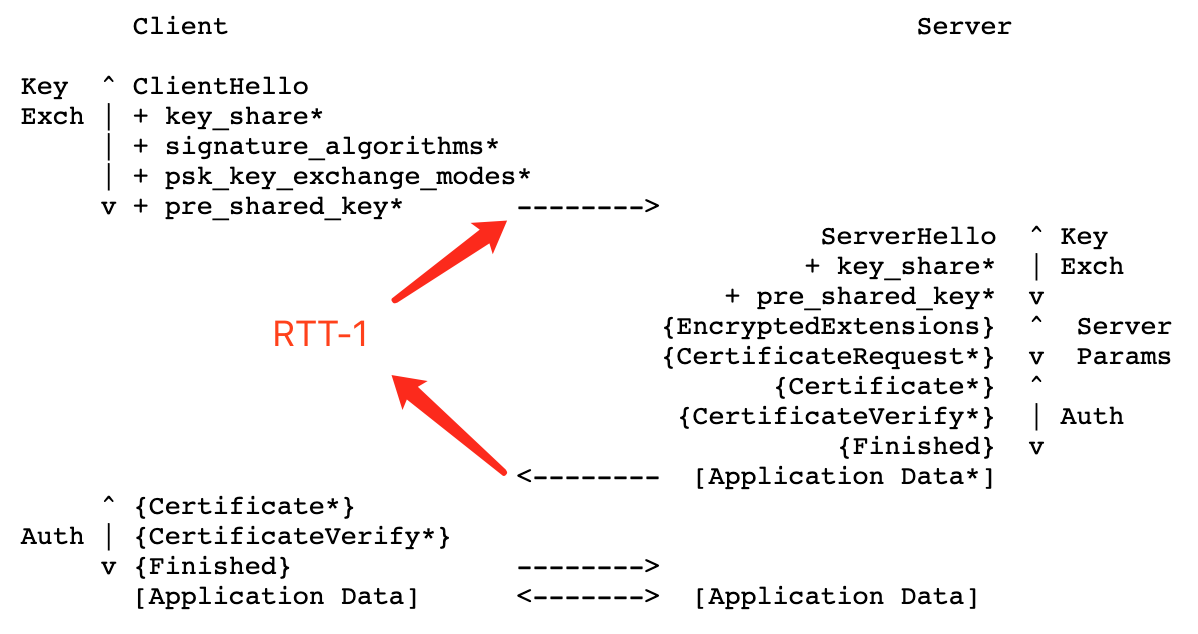 Client Server
Key ^ ClientHello
Exch | + key_share*
| + signature_algorithms*
| + psk_key_exchange_modes*
v + pre_shared_key* -------->
ServerHello ^ Key
+ key_share* | Exch
+ pre_shared_key* v
{EncryptedExtensions} ^ Server
RTT-1
{CertificateRequest*} v Params
{Certificate*} ^
{CertificateVerify*} | Auth
{Finished} v
<-------- [Application Data*]
^ {Certificate*}
Auth | {CertificateVerify*}
v {Finished} -------->
[Application Data] <-------> [Application Data]